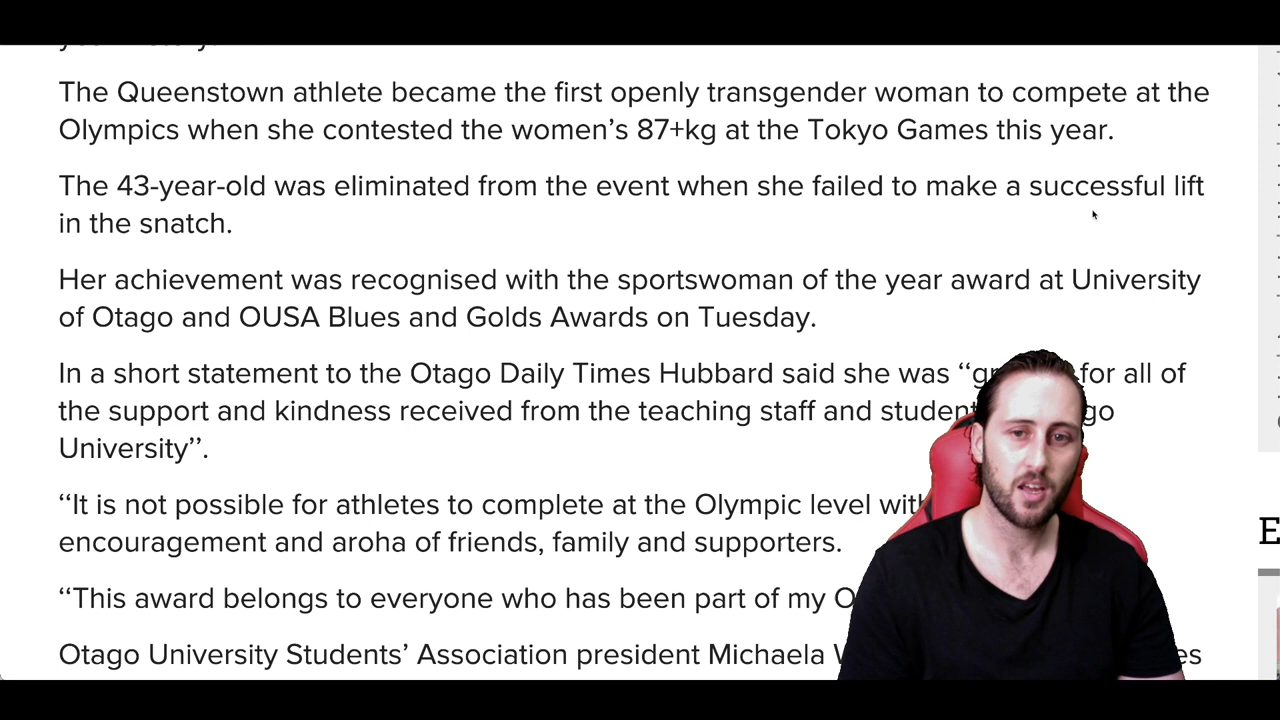 The Queenstown athlete became the first openly transgender woman to compete at the
Olympics when she contested the women’s 87+kg at the Tokyo Games this year.
The 43-year-old was eliminated from the event when she failed to make a successful lift
in the snatch.
Her achievement was recognised with the sportswoman of the year award at University
of Otago and OUSA Blues and Golds Awards on Tuesday.
In a short statement to the Otago Daily Times Hubbard said she was “ for all of
the support and kindness received from the teaching staff and
University”.
“It is not possible for athletes to complete at the Olympic level
encouragement and aroha of friends, family and supporters.
“This award belongs to everyone who has been part of my
Otago University Students’ Association president Michaela
E